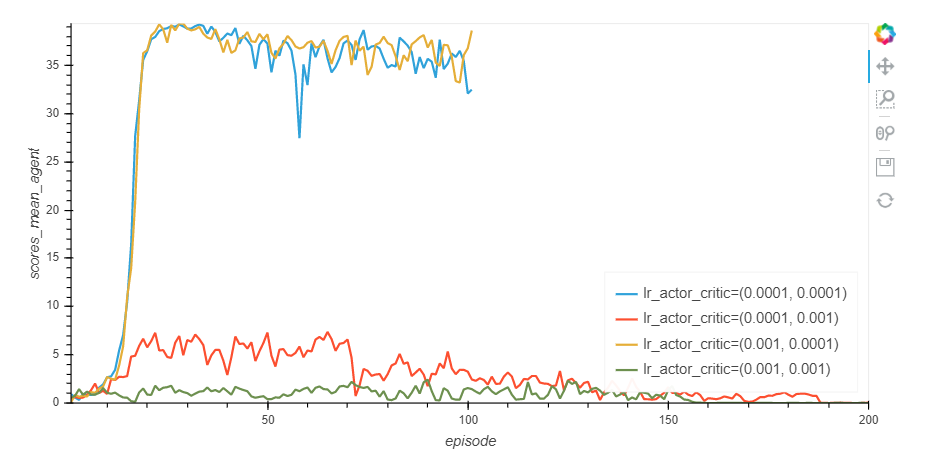 35
30
25
20
15
10
5
0
scores_mean_agent
50
100
150
200
episode
lr_actor_critic=(0.0001, 0.0001)
lr_actor_critic=(0.0001, 0.001)
lr_actor_critic=(0.001, 0.0001)
lr_actor_critic=(0.001, 0.001)